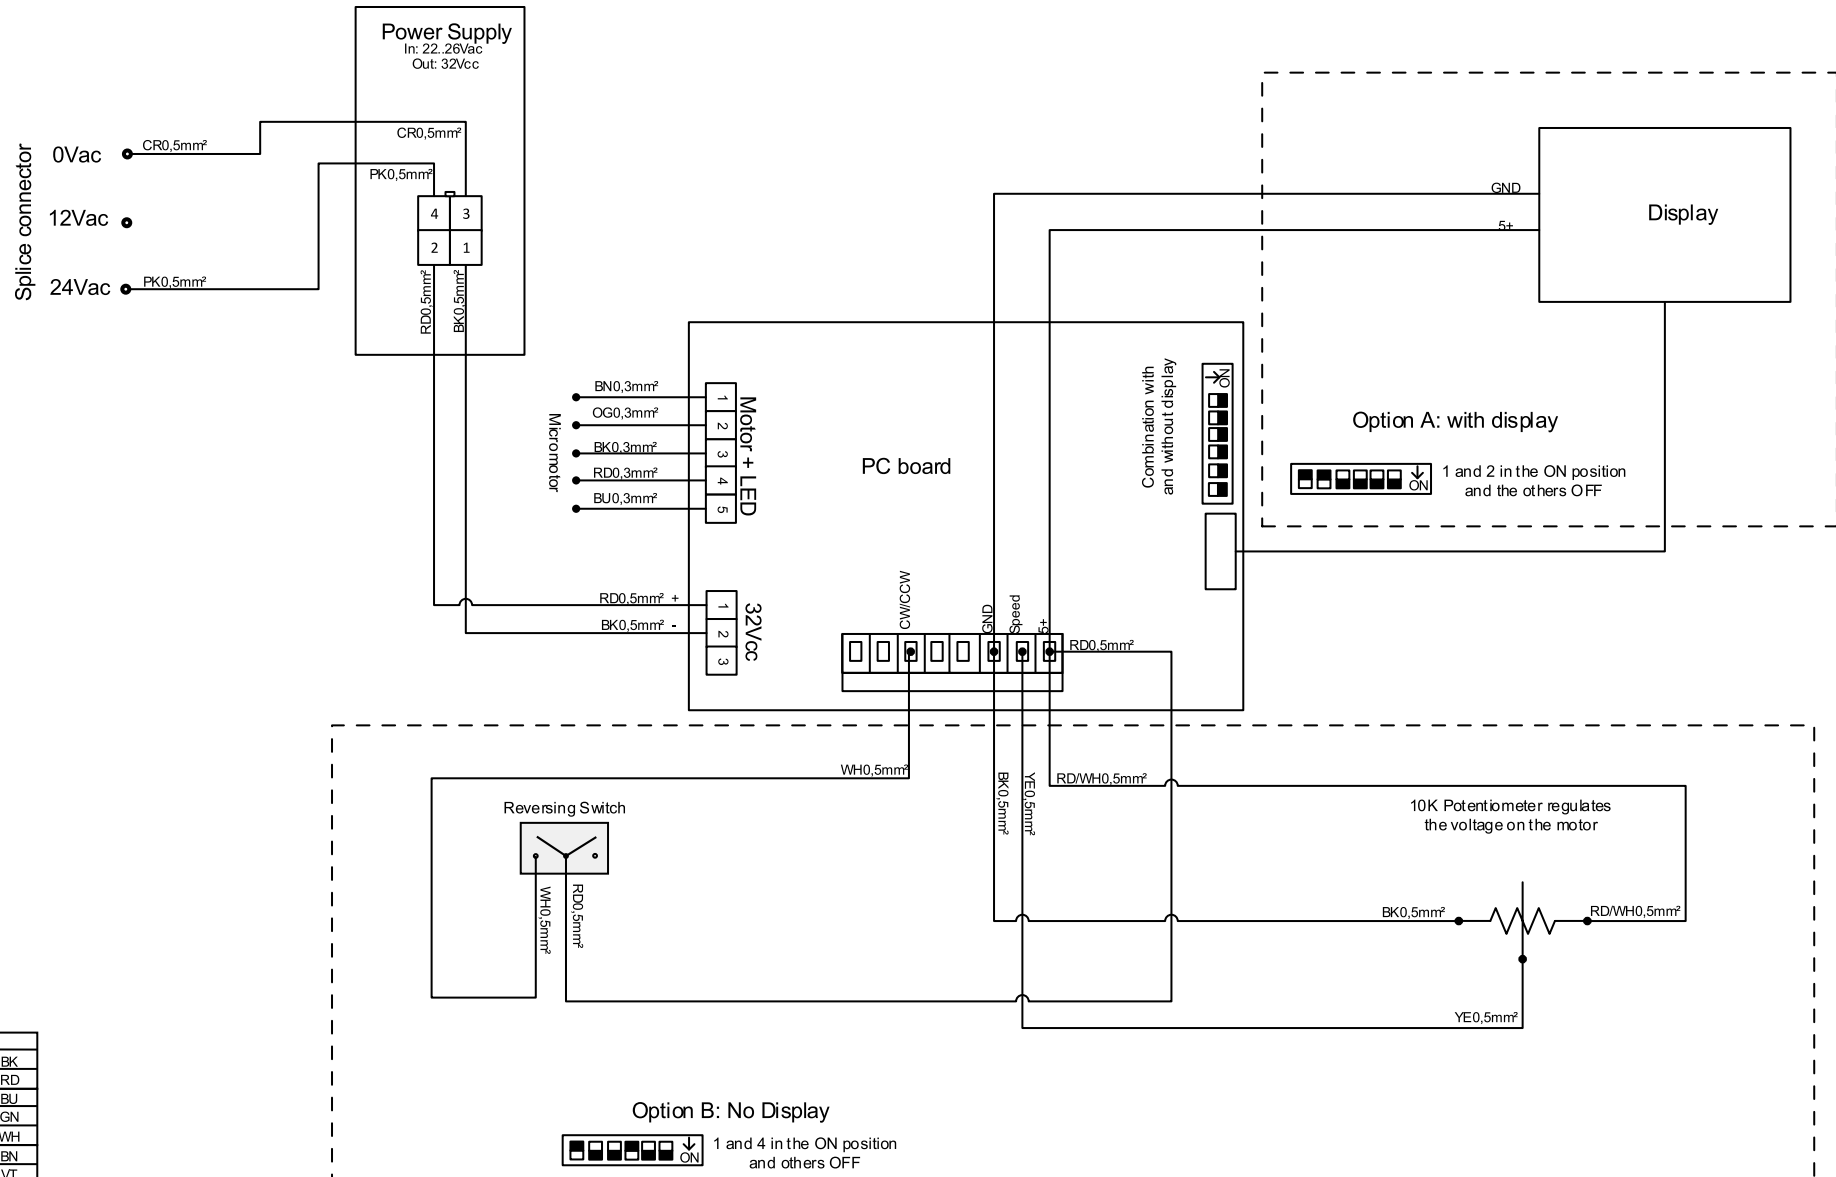 Power Supply
In: 22..26Vac
Out: 32Vcc
Splice connector
0Vac
CR0,5mm²
CR0,5mm²
PK0,5mm²
12Vac
24Vac
PK0,5mm²
4
3
2
1
RD0,5mm²
BK0,5mm²
GND
5+
Display
Micromotor
BN0,3mm²
OG0,3mm²
BK0,3mm²
RD0,3mm²
BU0,3mm²
1
2
3
4
5
Motor + LED
PC board
Combination with
and without display
ON
Option A: with display
ON
1 and 2 in the ON position
and the others OFF
RD0,5mm² +
BK0,5mm² -
1
2
3
32Vcc
CW/CCW
GND
Speed
5+
RD0,5mm²
WH0,5mm²
BK0,5mm²
YE0,5mm²
RD/WH0,5mm²
Reversing Switch
WH0,5mm²
RD0,5mm²
10K Potentiometer regulates
the voltage on the motor
BK0,5mm²
RD/WH0,5mm²
YE0,5mm²
BK
RD
BU
GN
WH
BN
VT
Option B: No Display
ON
1 and 4 in the ON position
and others OFF